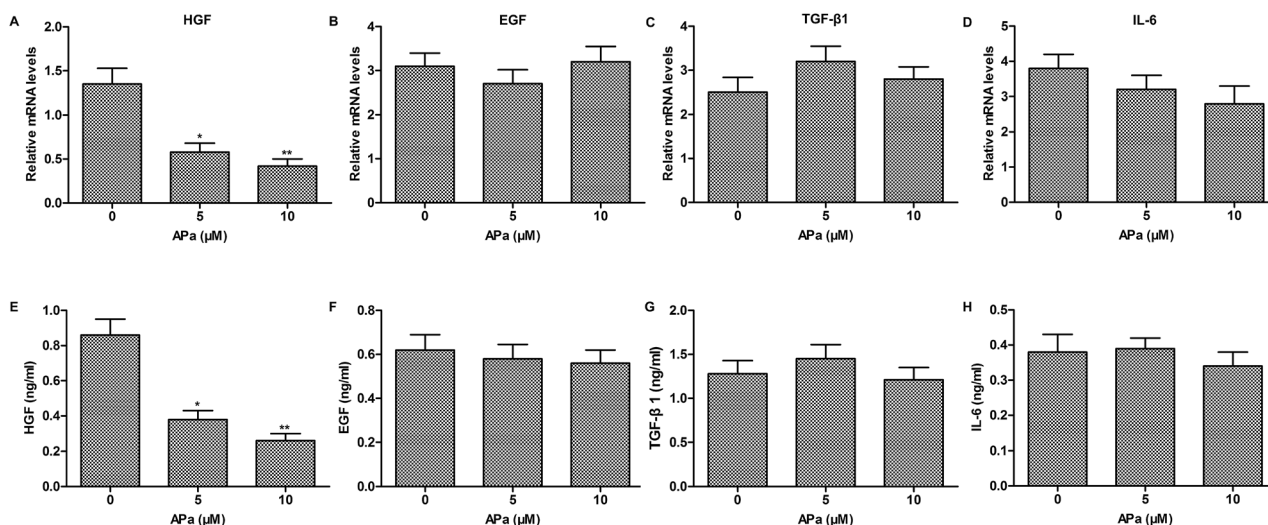 A
HGF
Relative mRNA levels
2.0
1.5
1.0
0.5
0.0
*
**
0 5 10
APa (µM)
B
EGF
Relative mRNA levels
4
3
2
1
0
0 5 10
APa (µM)
C
TGF-β1
Relative mRNA levels
4
3
2
1
0
0 5 10
APa (µM)
D
IL-6
Relative mRNA levels
5
4
3
2
1
0
0 5 10
APa (µM)
E
HGF (ng/ml)
1.0
0.8
0.6
0.4
0.2
0.0
*
**
0 5 10
APa (µM)
F
EGF (ng/ml)
0.8
0.6
0.4
0.2
0.0
0 5 10
APa (µM)
G
TGF-β 1 (ng/ml)
2.0
1.5
1.0
0.5
0.0
0 5 10
APa (µM)
H
IL-6 (ng/ml)
0.5
0.4
0.3
0.2
0.1
0.0
0 5 10
APa (µM)